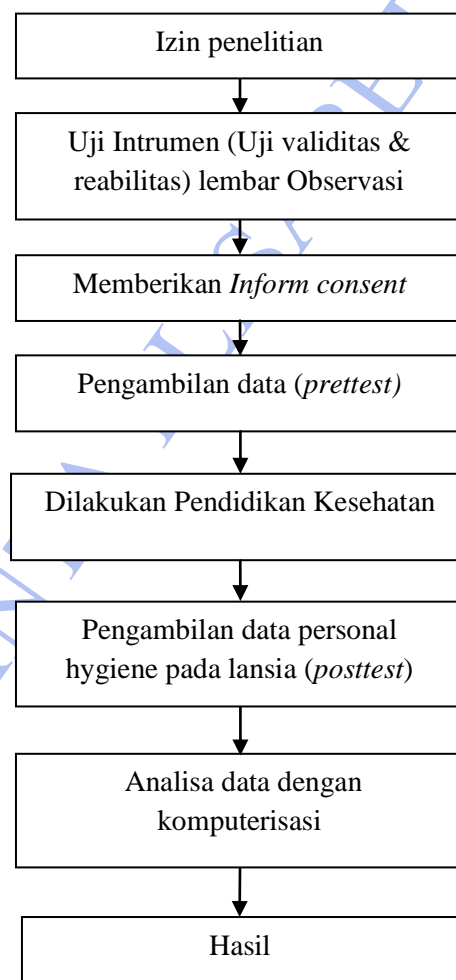 Izin penelitian
Uji Intrumen (Uji validitas &
reabilitas) lembar Observasi
Memberikan Inform consent
Pengambilan data (prettest)
Dilakukan Pendidikan Kesehatan
Pengambilan data personal
hygiene pada lansia (posttest)
Analisa data dengan
komputerisasi
Hasil